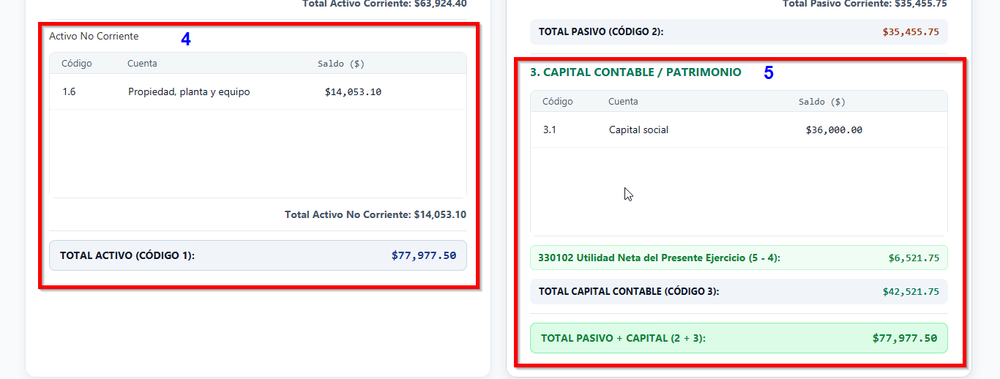 Total Activo Corriente: $63,924.40
Activo No Corriente 4
Código Cuenta Saldo ($)
1.6 Propiedad, planta y equipo $14,053.10
Total Activo No Corriente: $14,053.10
TOTAL ACTIVO (CÓDIGO 1): $77,977.50
Total Pasivo Corriente: $35,455.75
TOTAL PASIVO (CÓDIGO 2): $35,455.75
3. CAPITAL CONTABLE / PATRIMONIO 5
Código Cuenta Saldo ($)
3.1 Capital social $36,000.00
330102 Utilidad Neta del Presente Ejercicio (5 - 4): $6,521.75
TOTAL CAPITAL CONTABLE (CÓDIGO 3): $42,521.75
TOTAL PASIVO + CAPITAL (2 + 3): $77,977.50